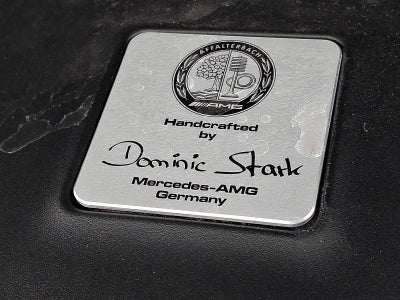 AFFALTERBACH
AMG
Handcrafted
by
Dominic Stark
Mercedes-AMG
Germany